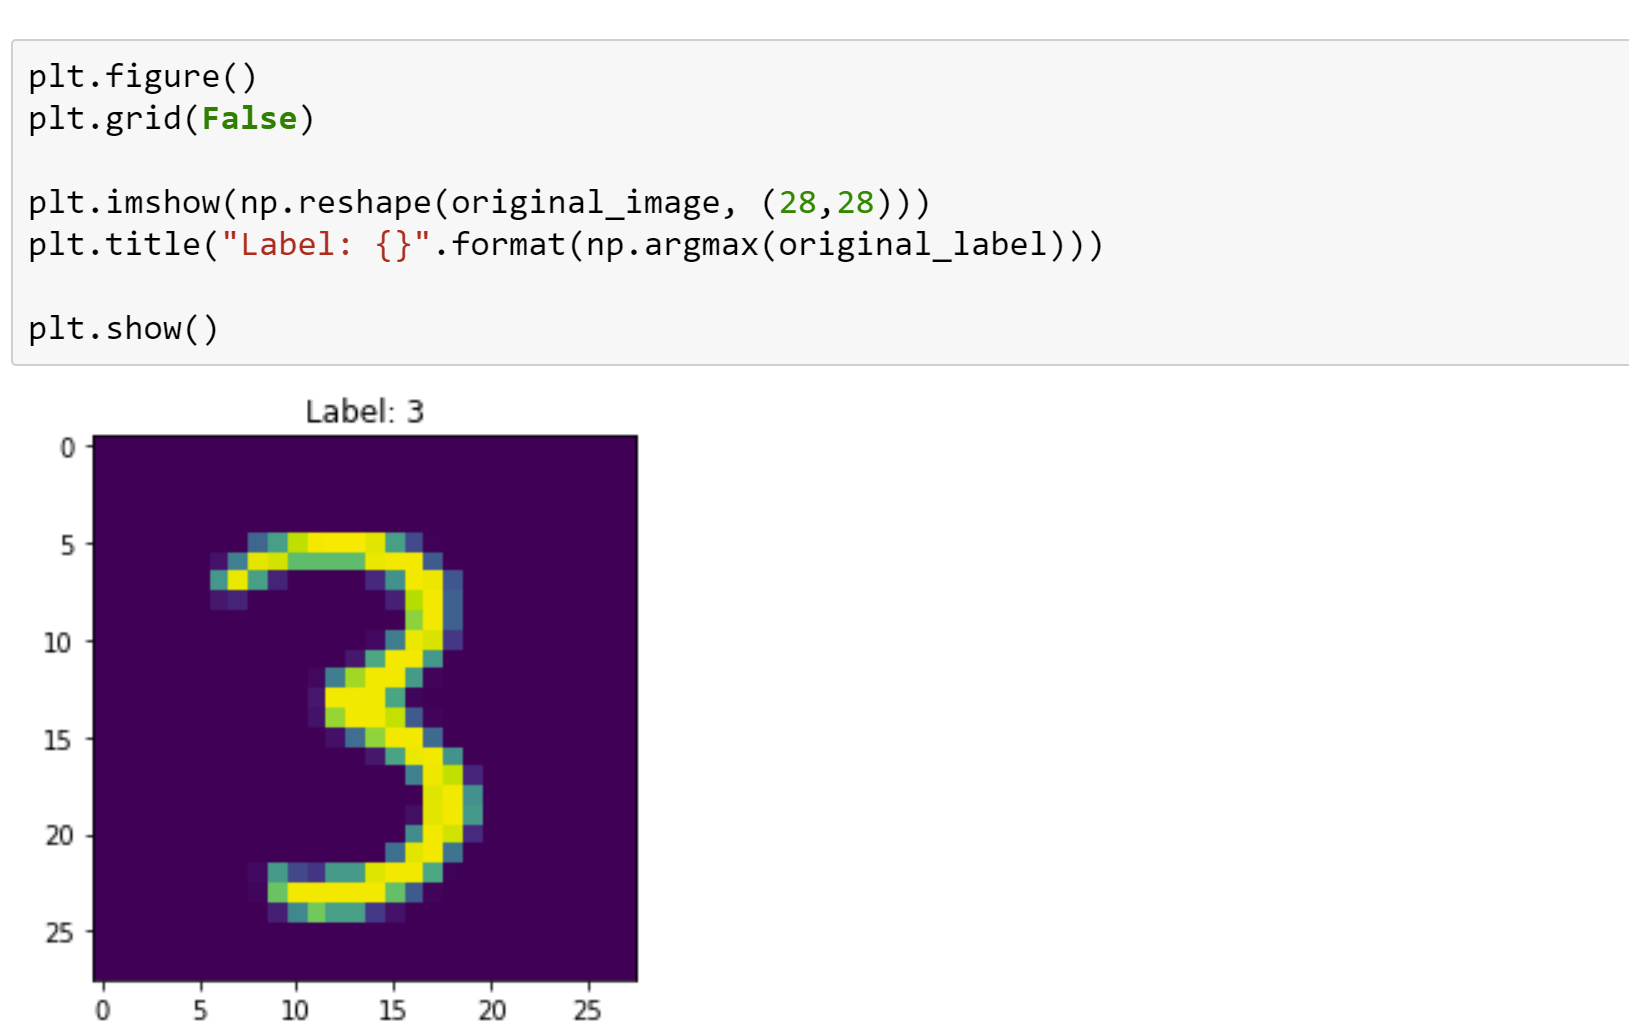 plt.figure()
plt.grid(False)
plt.imshow(np.reshape(original_image, (28,28)))
plt.title("Label: {}".format(np.argmax(original_label)))
plt.show()
Label: 3
0
5
10
15
20
25
0 5 10 15 20 25